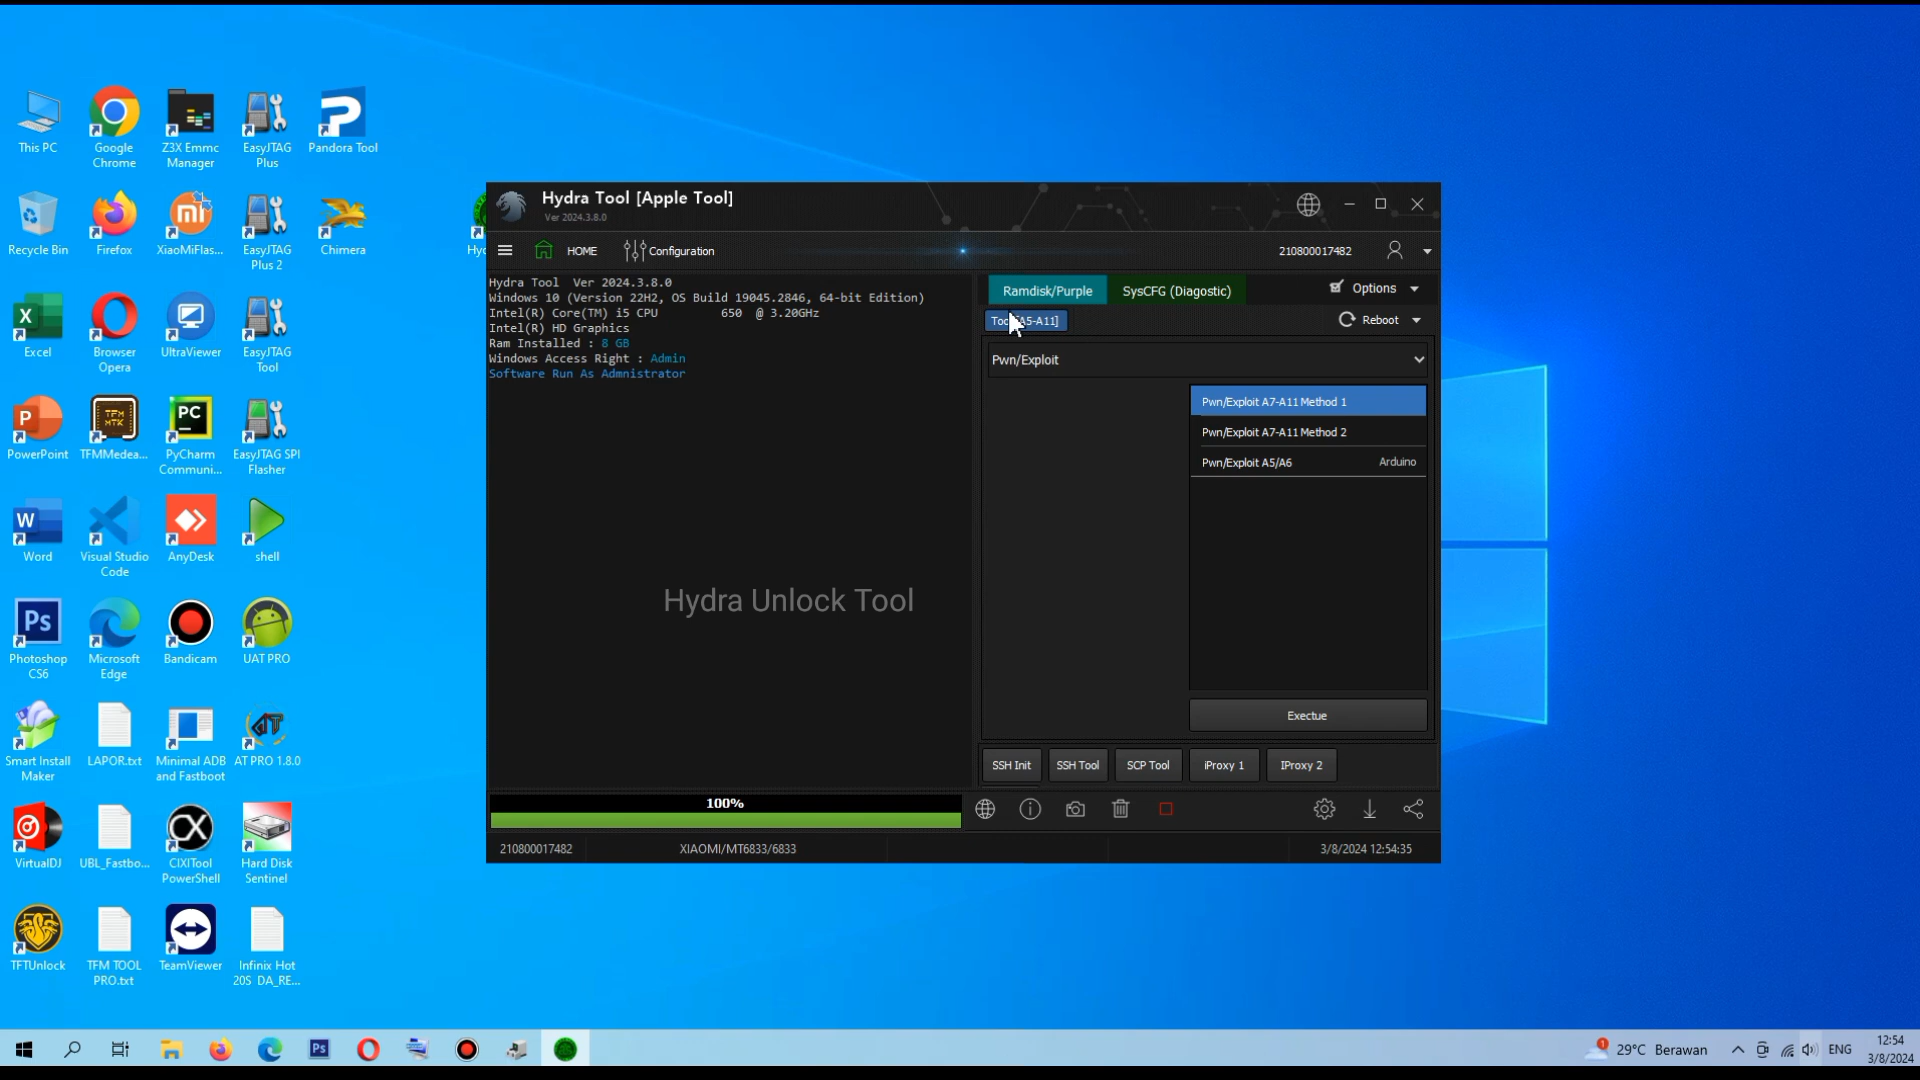 This PC
Google
Chrome
Z3X Emmc
Manager
EasyJTAG
Plus
Pandora Tool
Recycle Bin
Firefox
XiaoMiFlas...
EasyJTAG
Plus 2
Chimera
Excel
Browser
Opera
UltraViewer
EasyJTAG
Tool
PowerPoint
TFMMedea...
PyCharm
Communi...
EasyJTAG SPI
Flasher
Word
Visual Studio
Code
AnyDesk
shell
Photoshop
CS6
Microsoft
Edge
Bandicam
UAT PRO
Smart Install
Maker
LAPOR.txt
Minimal ADB
and Fastboot
AT PRO 1.8.0
VirtualDJ
UBL_Fastbo...
CIXITool
PowerShell
Hard Disk
Sentinel
TFTUnlock
TFM TOOL
PRO.txt
TeamViewer
Infinix Hot
20S DA_RE...
Hydra Tool [Apple Tool]
Ver 2024.3.8.0
HOME
Configuration
210800017482
Hydra Tool Ver 2024.3.8.0
Windows 10 (Version 22H2, OS Build 19045.2846, 64-bit Edition)
Intel(R) Core(TM) i5 CPU 650 @ 3.20GHz
Intel(R) HD Graphics
Ram Installed : 8 GB
Windows Access Right : Admin
Software Run As Admnistrator
Hydra Unlock Tool
Ramdisk/Purple
SysCFG (Diagnostic)
Options
A5-A11]
Reboot
Pwn/Exploit
Pwn/Exploit A7-A11 Method 1
Pwn/Exploit A7-A11 Method 2
Pwn/Exploit A5/A6 Arduino
Exectue
SSH Init
SSH Tool
SCP Tool
iProxy 1
IProxy 2
100%
210800017482
XIAOMI/MT6833/6833
3/8/2024 12:54:35
29°C Berawan
ENG
12:54
3/8/2024